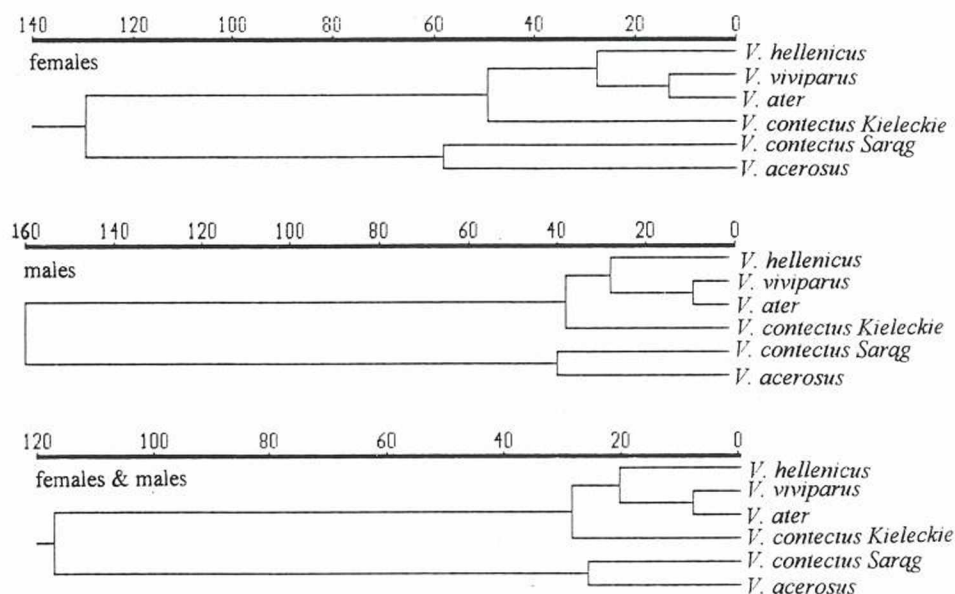 140 120 100 80 60 40 20 0
females
V. hellenicus
V. viviparus
V. ater
V. contectus Kieleckie
V. contectus Sarąg
V. acerosus
160 140 120 100 80 60 40 20 0
males
V. hellenicus
V. viviparus
V. ater
V. contectus Kieleckie
V. contectus Sarąg
V. acerosus
120 100 80 60 40 20 0
females & males
V. hellenicus
V. viviparus
V. ater
V. contectus Kieleckie
V. contectus Sarąg
V. acerosus